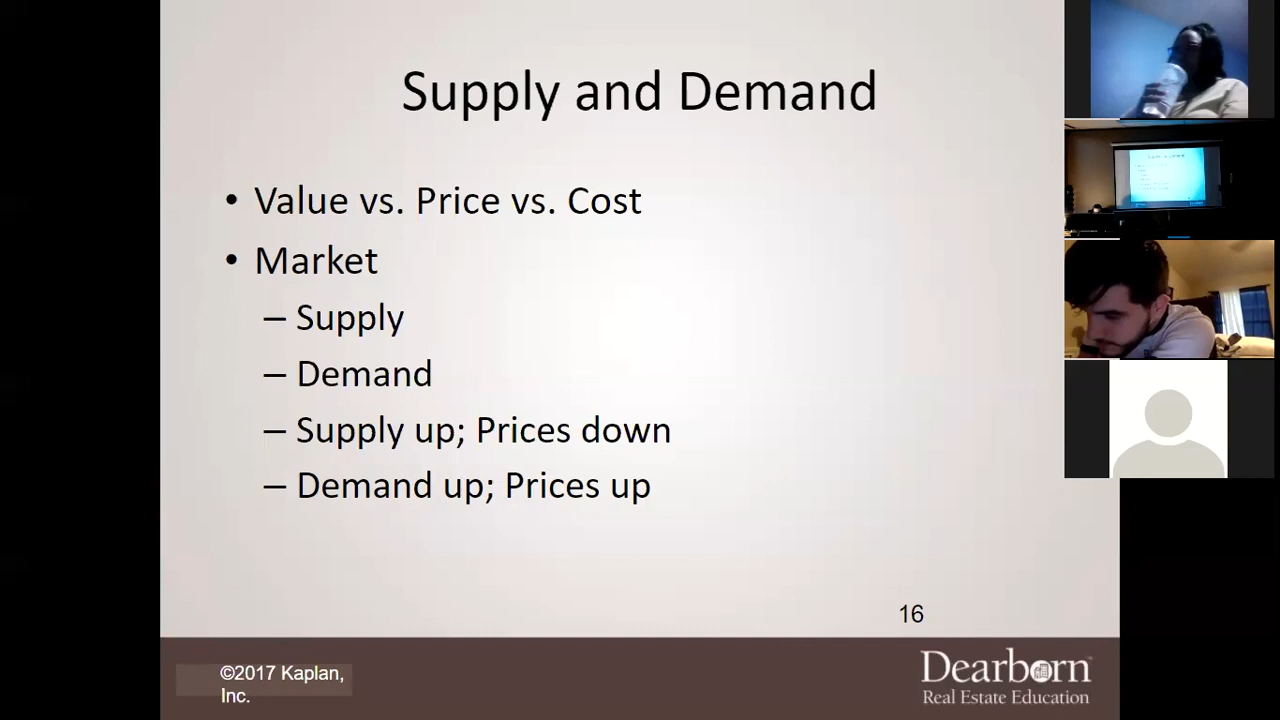 Supply and Demand
• Value vs. Price vs. Cost
• Market
– Supply
– Demand
– Supply up; Prices down
– Demand up; Prices up
16
©2017 Kaplan,
Inc.
Dearborn
Real Estate Education